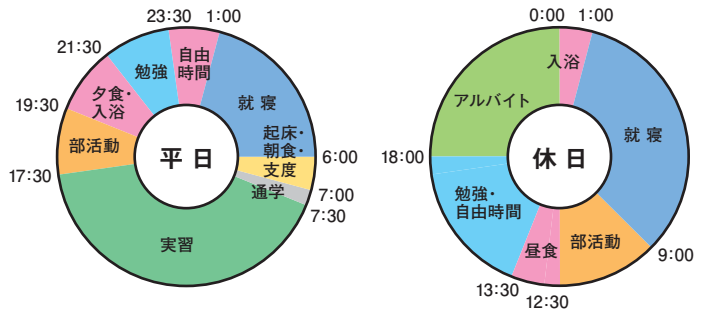 23:30
1:00
21:30
勉強
自由
時間
夕食・
入浴
就 寝
19:30
起床・
朝食・
支度
6:00
部活動
平 日
17:30
通学
7:00
7:30
実習
0:00
1:00
入浴
アルバイト
就 寝
18:00
休 日
勉強・
自由時間
部活動
昼食
9:00
13:30
12:30